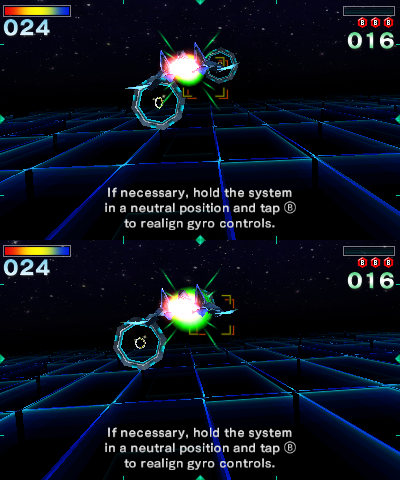 024
B B B
016
If necessary, hold the system
in a neutral position and tap Ⓑ
to realign gyro controls.
024
B B B
016
If necessary, hold the system
in a neutral position and tap Ⓑ
to realign gyro controls.